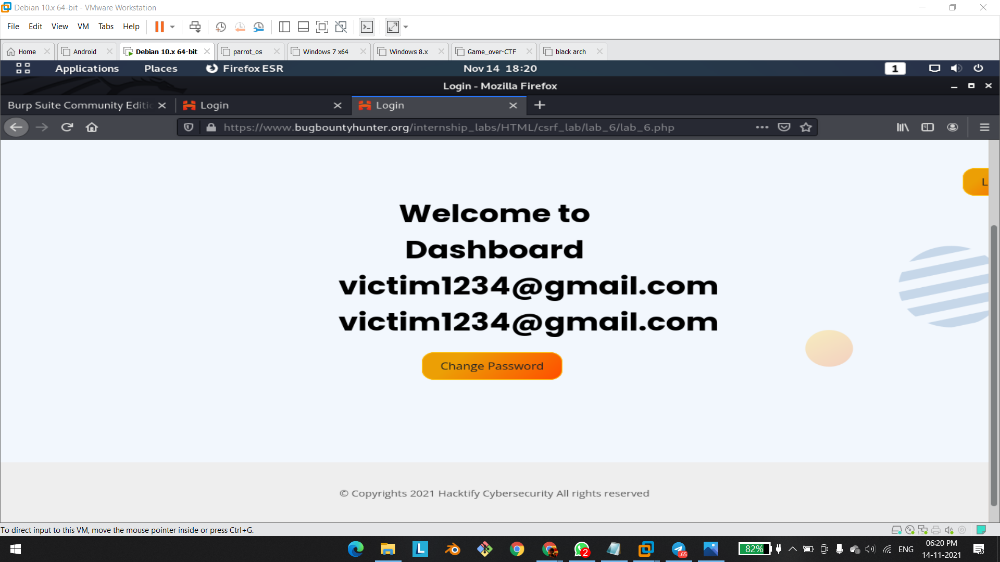 Debian 10.x 64-bit - VMware Workstation
File Edit View VM Tabs Help
Home Android Debian 10.x 64-bit parrot_os Windows 7 x64 Windows 8.x Game_over-CTF black arch
Applications Places Firefox ESR Nov 14 18:20 1
Login - Mozilla Firefox
Burp Suite Community Editi Login Login
https://www.bugbountyhunter.org/internship_labs/HTML/csrf_lab/lab_6/lab_6.php
L
Welcome to
Dashboard
victim1234@gmail.com
victim1234@gmail.com
Change Password
© Copyrights 2021 Hacktify Cybersecurity All rights reserved
To direct input to this VM, move the mouse pointer inside or press Ctrl+G.
L 2 .65 82% ENG 06:20 PM
14-11-2021